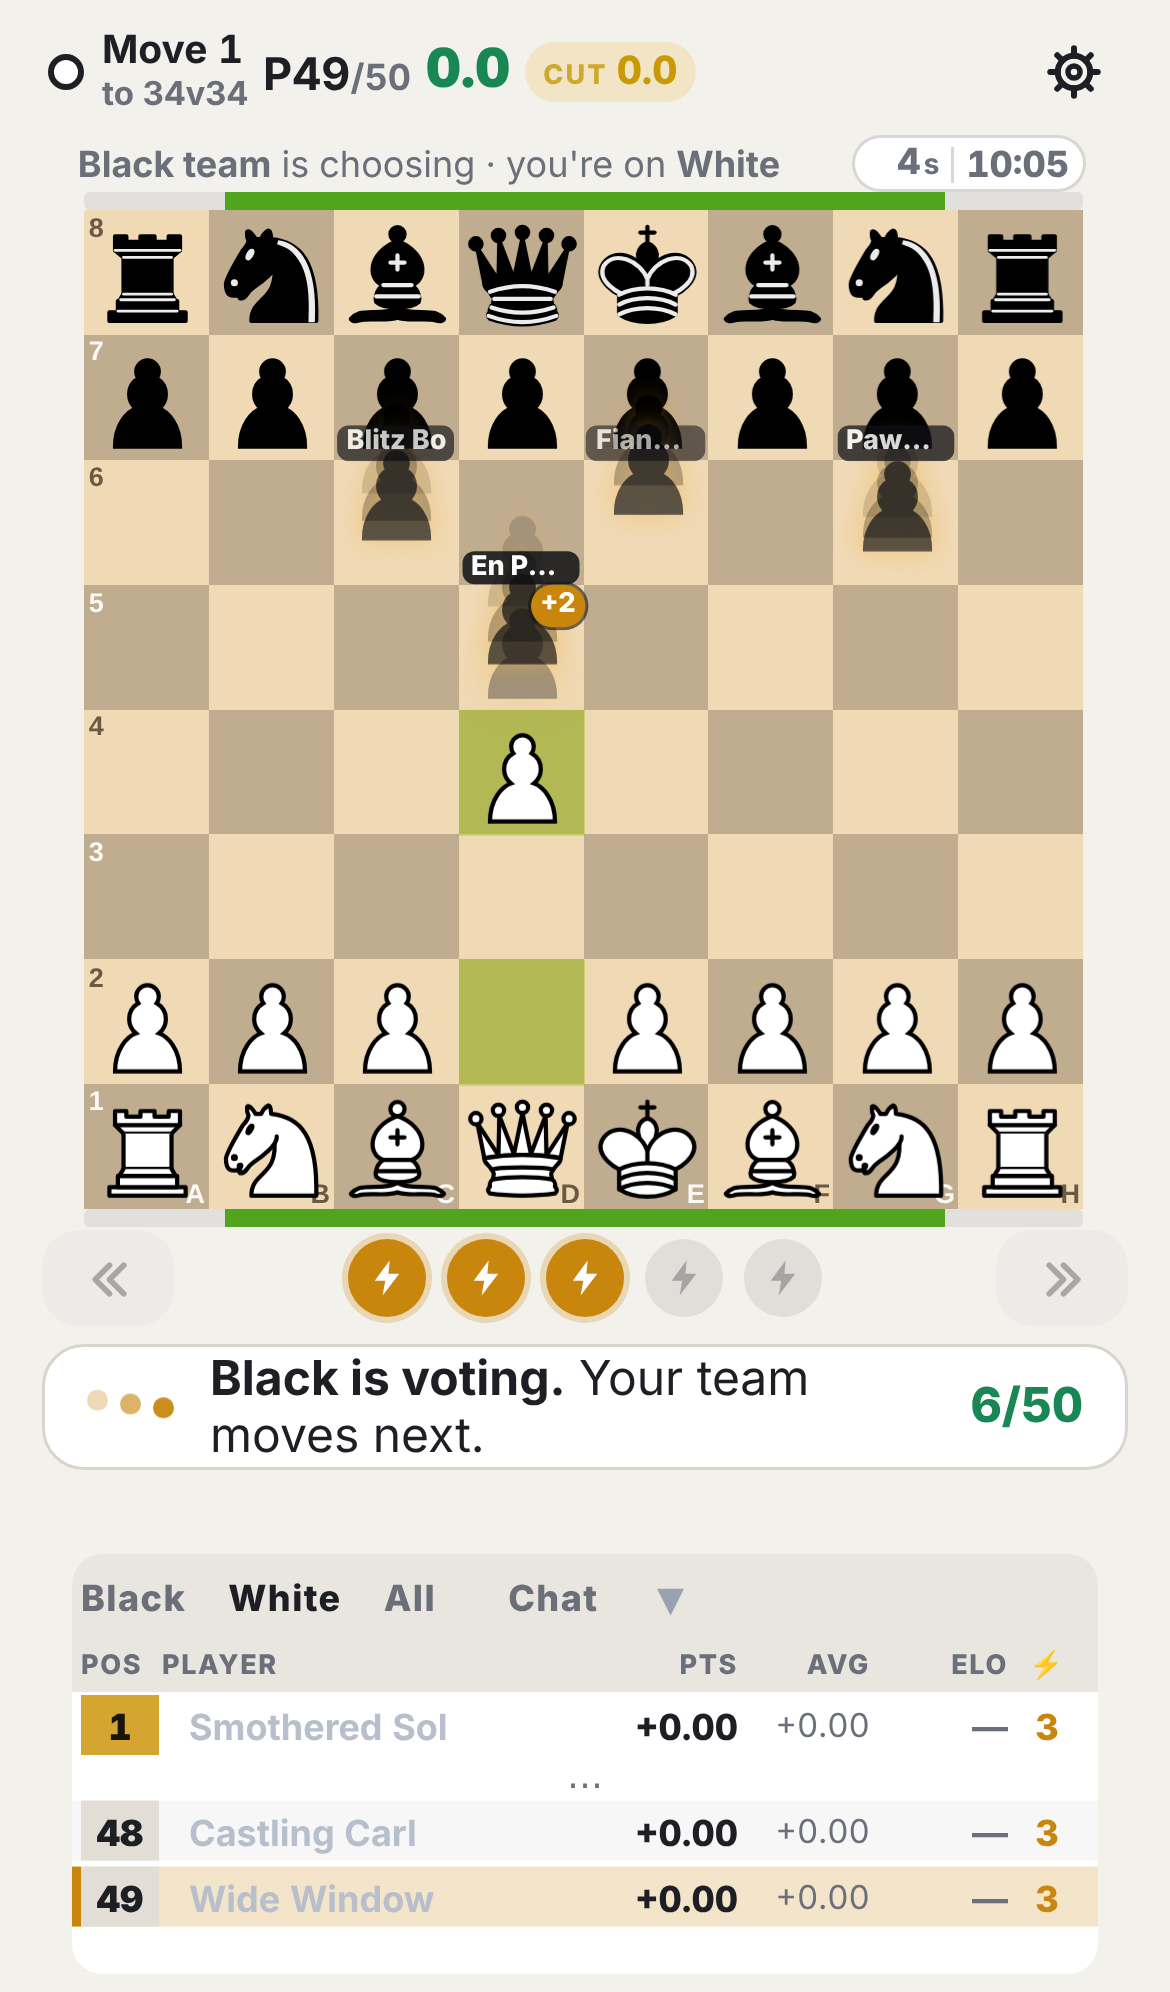 Move 1
to 34v34
P49/50
0.0
CUT 0.0
Black team is choosing · you're on White
4s
10:05
8
7
Blitz Bo
Fian…
Paw…
6
En P…
5
+2
4
3
2
1
A
B
C
D
E
F
G
H
Black is voting. Your team
moves next.
6/50
Black White All Chat ▼
POS PLAYER PTS AVG ELO ⚡
1 Smothered Sol +0.00 +0.00 — 3
…
48 Castling Carl +0.00 +0.00 — 3
49 Wide Window +0.00 +0.00 — 3